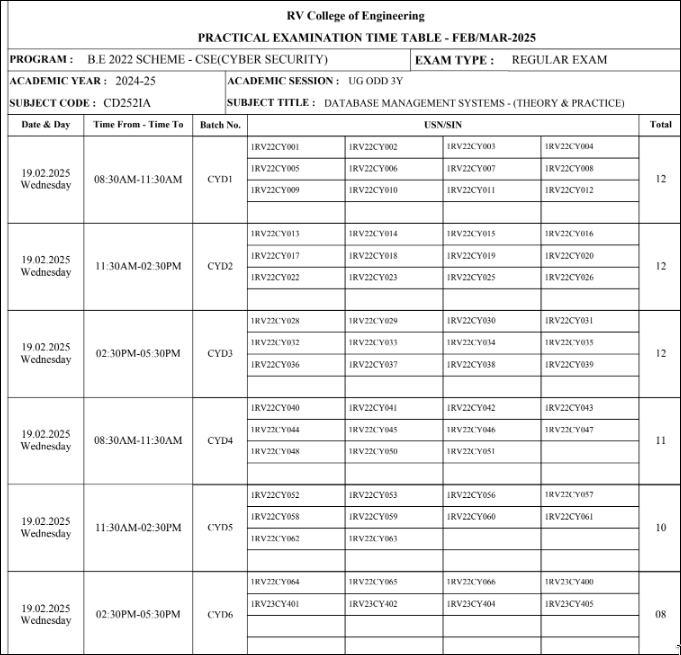 RV College of Engineering
PRACTICAL EXAMINATION TIME TABLE - FEB/MAR-2025
PROGRAM : B.E 2022 SCHEME - CSE(CYBER SECURITY) EXAM TYPE : REGULAR EXAM
ACADEMIC YEAR : 2024-25 ACADEMIC SESSION : UG ODD 3Y
SUBJECT CODE : CD252IA SUBJECT TITLE : DATABASE MANAGEMENT SYSTEMS - (THEORY & PRACTICE)
Date & Day Time From - Time To Batch No. USN/SIN Total
19.02.2025 Wednesday 08:30AM-11:30AM CYD1 12
1RV22CY001 1RV22CY002 1RV22CY003 1RV22CY004
1RV22CY005 1RV22CY006 1RV22CY007 1RV22CY008
1RV22CY009 1RV22CY010 1RV22CY011 1RV22CY012
19.02.2025 Wednesday 11:30AM-02:30PM CYD2 12
1RV22CY013 1RV22CY014 1RV22CY015 1RV22CY016
1RV22CY017 1RV22CY018 1RV22CY019 1RV22CY020
1RV22CY022 1RV22CY023 1RV22CY025 1RV22CY026
19.02.2025 Wednesday 02:30PM-05:30PM CYD3 12
1RV22CY028 1RV22CY029 1RV22CY030 1RV22CY031
1RV22CY032 1RV22CY033 1RV22CY034 1RV22CY035
1RV22CY036 1RV22CY037 1RV22CY038 1RV22CY039
19.02.2025 Wednesday 08:30AM-11:30AM CYD4 11
1RV22CY040 1RV22CY041 1RV22CY042 1RV22CY043
1RV22CY044 1RV22CY045 1RV22CY046 1RV22CY047
1RV22CY048 1RV22CY050 1RV22CY051
19.02.2025 Wednesday 11:30AM-02:30PM CYD5 10
1RV22CY052 1RV22CY053 1RV22CY056 1RV22CY057
1RV22CY058 1RV22CY059 1RV22CY060 1RV22CY061
1RV22CY062 1RV22CY063
19.02.2025 Wednesday 02:30PM-05:30PM CYD6 08
1RV22CY064 1RV22CY065 1RV22CY066 1RV23CY400
1RV23CY401 1RV23CY402 1RV23CY404 1RV23CY405